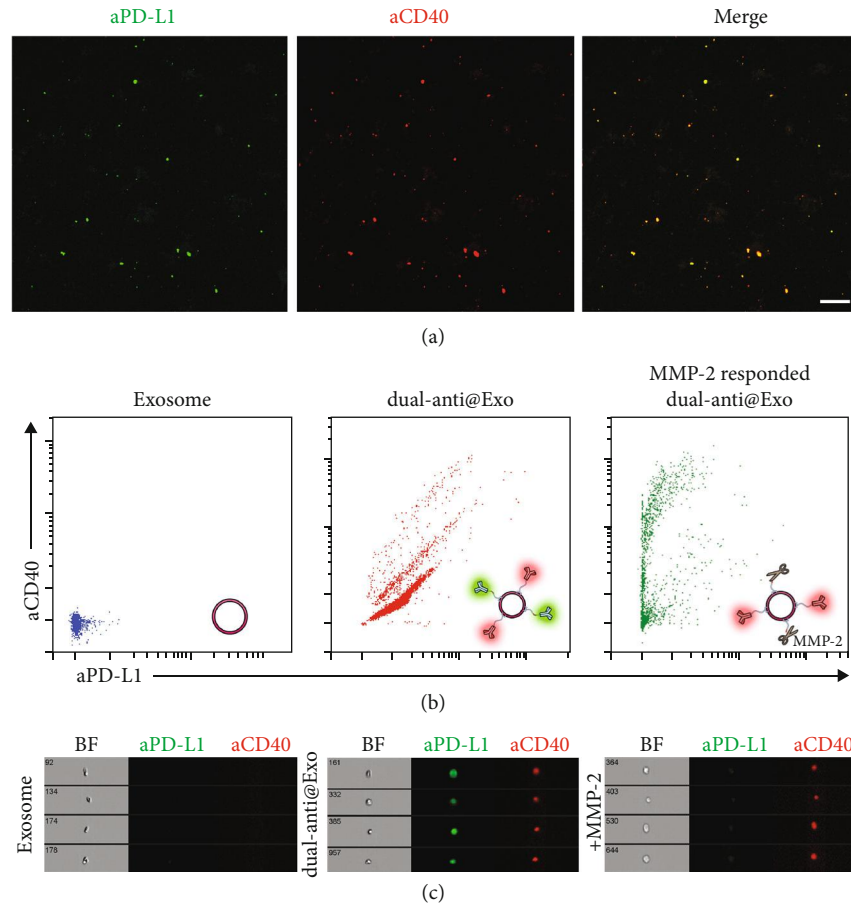 aPD-L1 aCD40 Merge
(a)
Exosome dual-anti@Exo MMP-2 responded
dual-anti@Exo
aCD40
MMP-2
aPD-L1
(b)
BF aPD-L1 aCD40 BF aPD-L1 aCD40 BF aPD-L1 aCD40
Exosome
92
134
174
178
dual-anti@Exo
161
332
385
957
+MMP-2
364
403
530
644
(c)